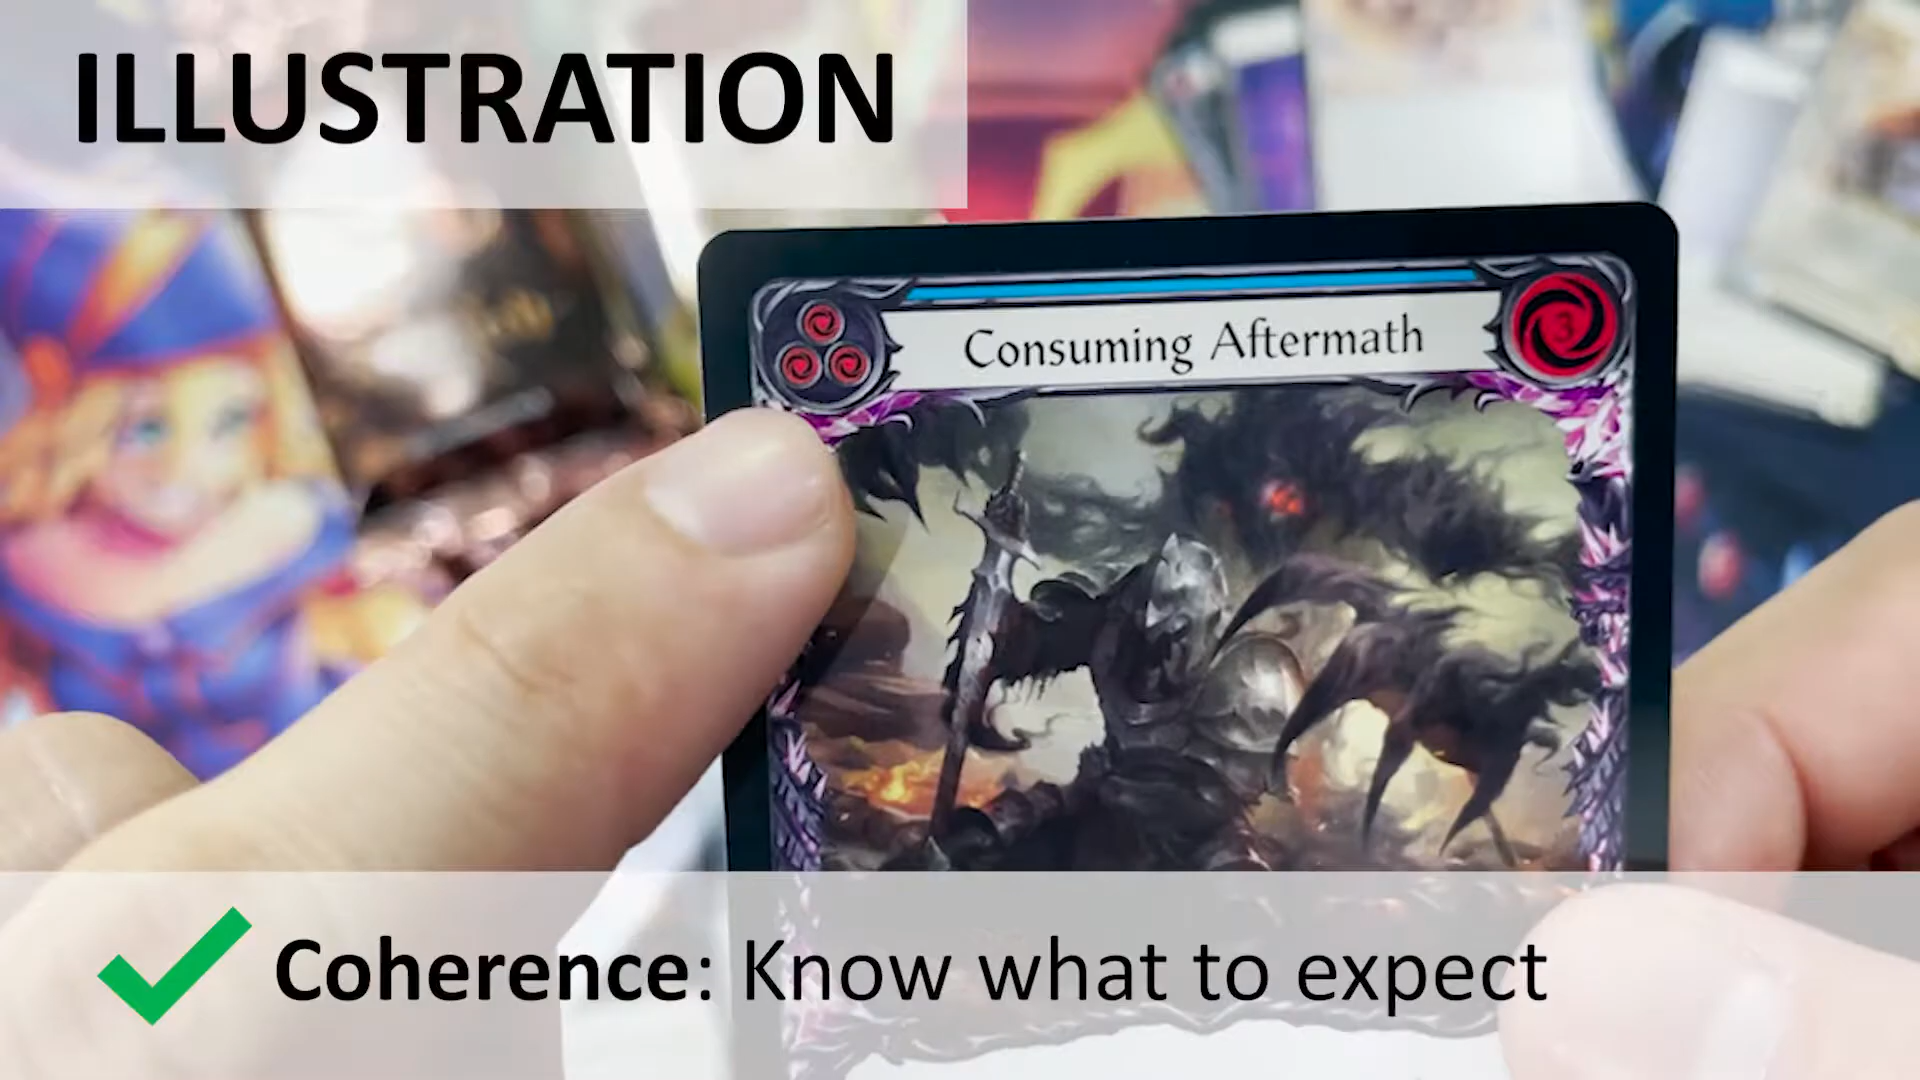 ILLUSTRATION
3
Consuming Aftermath
Coherence: Know what to expect